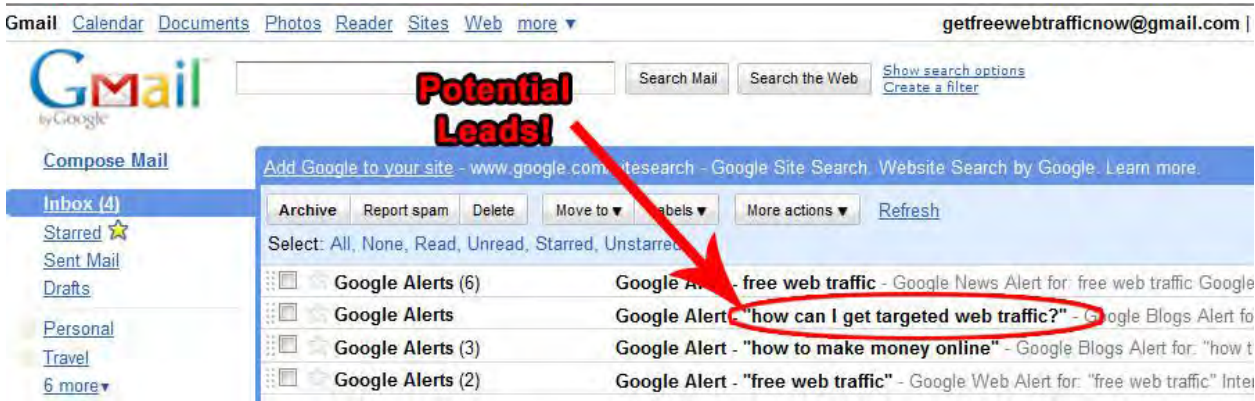 Gmail Calendar Documents Photos Reader Sites Web more ▼ getfreewebtrafficnow@gmail.com |
Gmail
by Google
Search Mail Search the Web Show search options
Create a filter
Potential
Leads!
Compose Mail
Add Google to your site - www.google.com/sitesearch - Google Site Search. Website Search by Google. Learn more.
Inbox (4)
Archive Report spam Delete Move to ▼ Labels ▼ More actions ▼ Refresh
Starred
Select: All, None, Read, Unread, Starred, Unstarred
Sent Mail
Drafts
Personal
Travel
6 more▼
Google Alerts (6) Google Alert - free web traffic - Google News Alert for: free web traffic Google
Google Alerts Google Alert - "how can I get targeted web traffic?" - Google Blogs Alert fo
Google Alerts (3) Google Alert - "how to make money online" - Google Blogs Alert for: "how t
Google Alerts (2) Google Alert - "free web traffic" - Google Web Alert for: "free web traffic" Inter